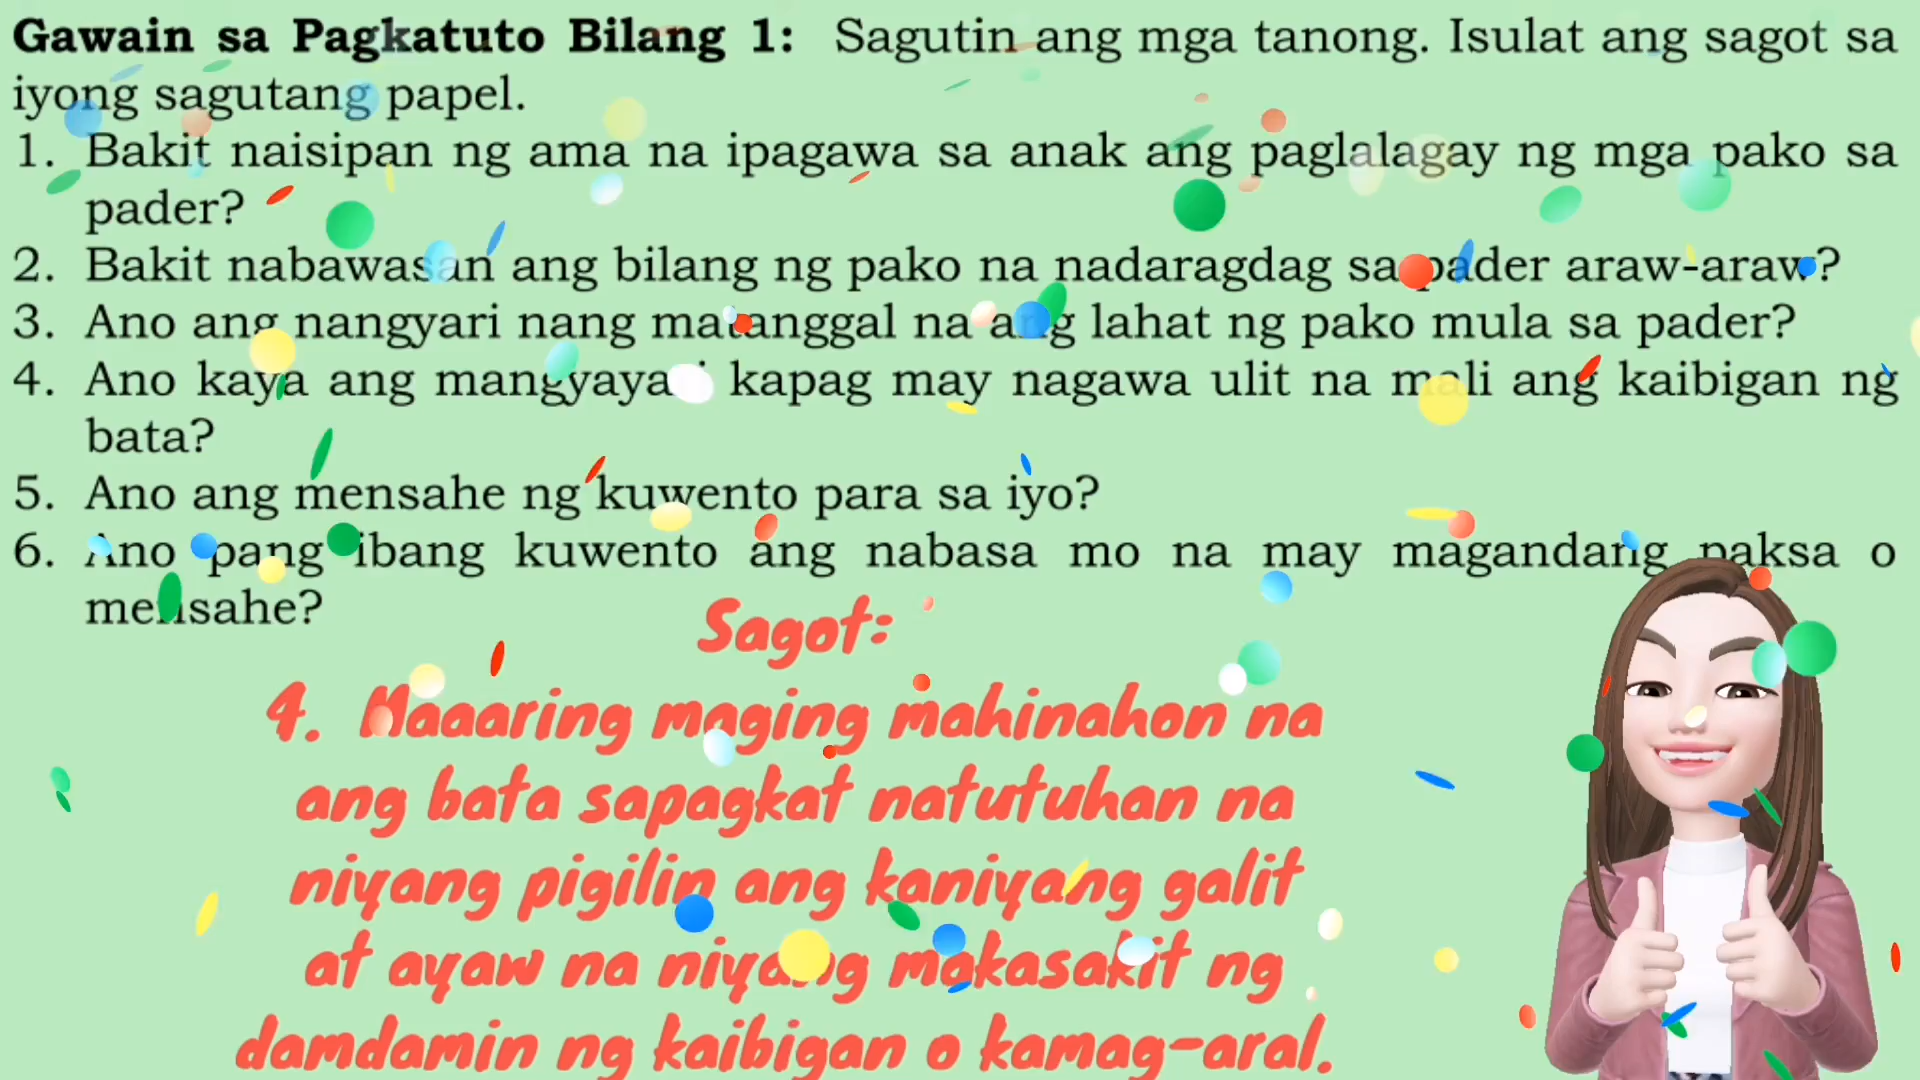 Gawain sa Pagkatuto Bilang 1: Sagutin ang mga tanong. Isulat ang sagot sa
iyong sagutang papel.
1. Bakit naisipan ng ama na ipagawa sa anak ang paglalagay ng mga pako sa
pader?
2. Bakit nabawasan ang bilang ng pako na nadaragdag sa pader araw-araw?
3. Ano ang nangyari nang matanggal na ang lahat ng pako mula sa pader?
4. Ano kaya ang mangyayari kapag may nagawa ulit na mali ang kaibigan ng
bata?
5. Ano ang mensahe ng kuwento para sa iyo?
6. Ano pang ibang kuwento ang nabasa mo na may magandang paksa o
mensahe?
Sagot:
4. Maaaring maging mahinahon na
ang bata sapagkat natutuhan na
niyang pigilin ang kaniyang galit
at ayaw na niyang makasakit ng
damdamin ng kaibigan o kamag-aral.